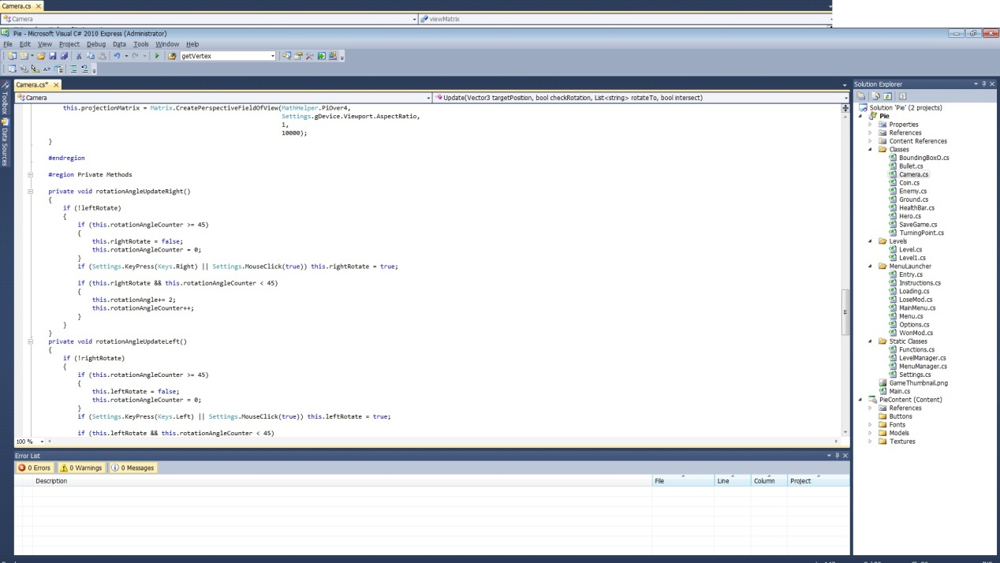 Camera.cs
Camera
viewMatrix
Pie - Microsoft Visual C# 2010 Express (Administrator)
File Edit View Project Debug Data Tools Window Help
getVertex
Camera.cs*
Camera
Update(Vector3 targetPosition, bool checkRotation, List<string> rotateTo, bool intersect)
Toolbox
Data Sources
this.projectionMatrix = Matrix.CreatePerspectiveFieldOfView(MathHelper.PiOver4,
Settings.gDevice.Viewport.AspectRatio,
1,
10000);
}
#endregion
#region Private Methods
private void rotationAngleUpdateRight()
{
if (!leftRotate)
{
if (this.rotationAngleCounter >= 45)
{
this.rightRotate = false;
this.rotationAngleCounter = 0;
}
if (Settings.KeyPress(Keys.Right) || Settings.MouseClick(true)) this.rightRotate = true;
if (this.rightRotate && this.rotationAngleCounter < 45)
{
this.rotationAngle+= 2;
this.rotationAngleCounter++;
}
}
}
private void rotationAngleUpdateLeft()
{
if (!rightRotate)
{
if (this.rotationAngleCounter >= 45)
{
this.leftRotate = false;
this.rotationAngleCounter = 0;
}
if (Settings.KeyPress(Keys.Left) || Settings.MouseClick(true)) this.leftRotate = true;
if (this.leftRotate && this.rotationAngleCounter < 45)
100 %
Error List
0 Errors 0 Warnings 0 Messages
Description File Line Column Project
Solution Explorer
Solution 'Pie' (2 projects)
Pie
Properties
References
Content References
Classes
BoundingBoxO.cs
Bullet.cs
Camera.cs
Coin.cs
Enemy.cs
Ground.cs
HealthBar.cs
Hero.cs
SaveGame.cs
TurningPoint.cs
Levels
Level.cs
Level1.cs
MenuLauncher
Entry.cs
Instructions.cs
Loading.cs
LoseMod.cs
MainMenu.cs
Menu.cs
Options.cs
WonMod.cs
Static Classes
Functions.cs
LevelManager.cs
MenuManager.cs
Settings.cs
GameThumbnail.png
Main.cs
PieContent (Content)
References
Buttons
Fonts
Models
Textures